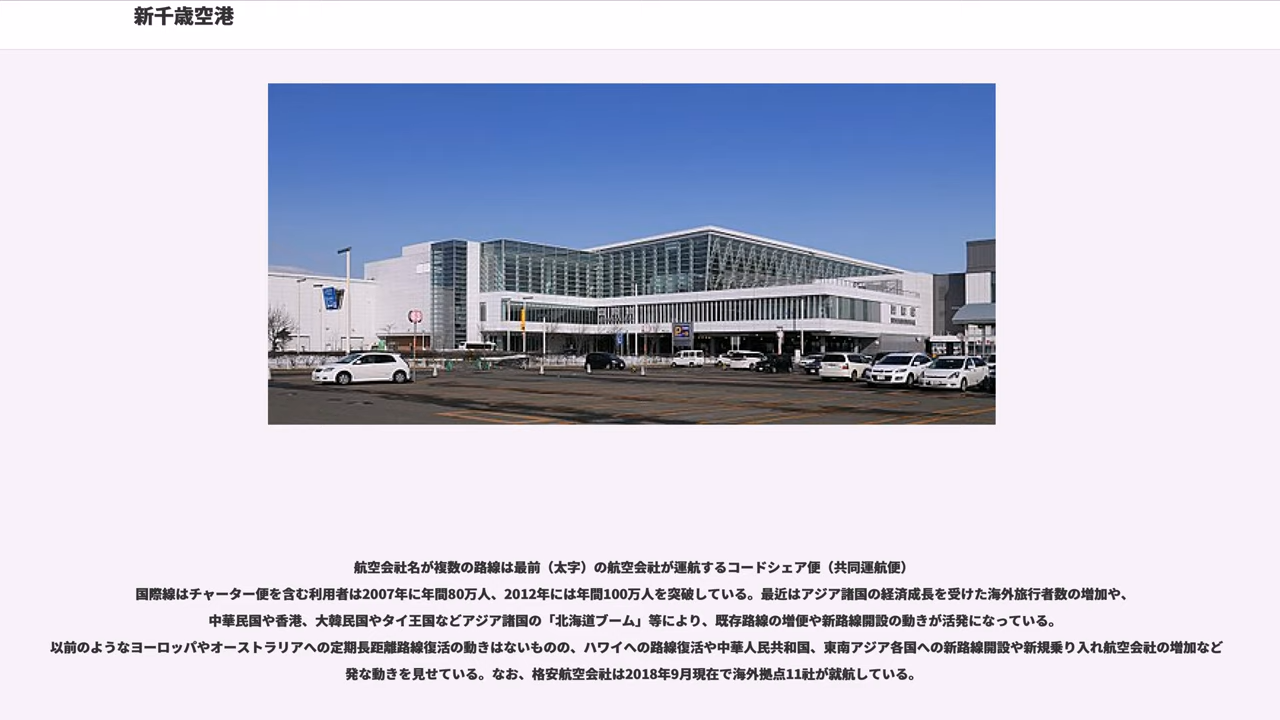 新千歳空港
航空会社名が複数の路線は最前（太字）の航空会社が運航するコードシェア便（共同運航便）
国際線はチャーター便を含む利用者は2007年に年間80万人、2012年には年間100万人を突破している。最近はアジア諸国の経済成長を受けた海外旅行者数の増加や、
中華民国や香港、大韓民国やタイ王国などアジア諸国の「北海道ブーム」等により、既存路線の増便や新路線開設の動きが活発になっている。
以前のようなヨーロッパやオーストラリアへの定期長距離路線復活の動きはないものの、ハワイへの路線復活や中華人民共和国、東南アジア各国への新路線開設や新規乗り入れ航空会社の増加など
発な動きを見せている。なお、格安航空会社は2018年9月現在で海外拠点11社が就航している。